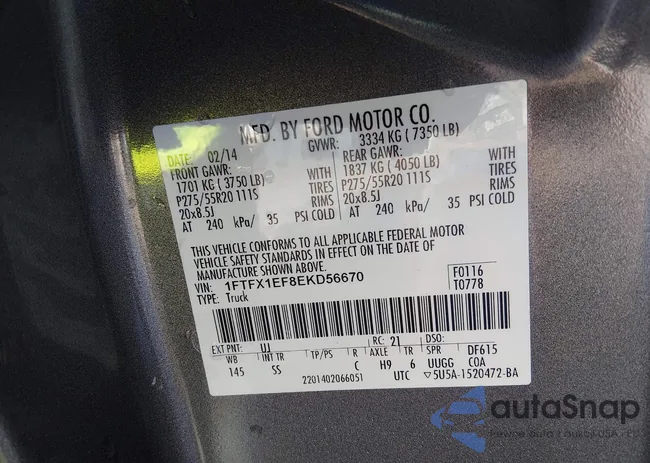 MFD. BY FORD MOTOR CO.
DATE: 02/14 GVWR: 3334 KG ( 7350 LB)
FRONT GAWR: REAR GAWR:
1701 KG ( 3750 LB) WITH 1837 KG ( 4050 LB) WITH
P275/55R20 111S TIRES P275/55R20 111S TIRES
20x8.5J RIMS 20x8.5J RIMS
AT 240 kPa/ 35 PSI COLD AT 240 kPa/ 35 PSI COLD
THIS VEHICLE CONFORMS TO ALL APPLICABLE FEDERAL MOTOR
VEHICLE SAFETY STANDARDS IN EFFECT ON THE DATE OF
MANUFACTURE SHOWN ABOVE.
VIN: 1FTFX1EF8EKD56670 F0116
TYPE: Truck T0778
EXT PNT: UJ RC: 21 DSO:
WB INT TR TP/PS R AXLE TR SPR DF615
145 SS C H9 6 UUGG COA
2201402066051 UTC ▽5U5A-1520472-BA
autoSnap